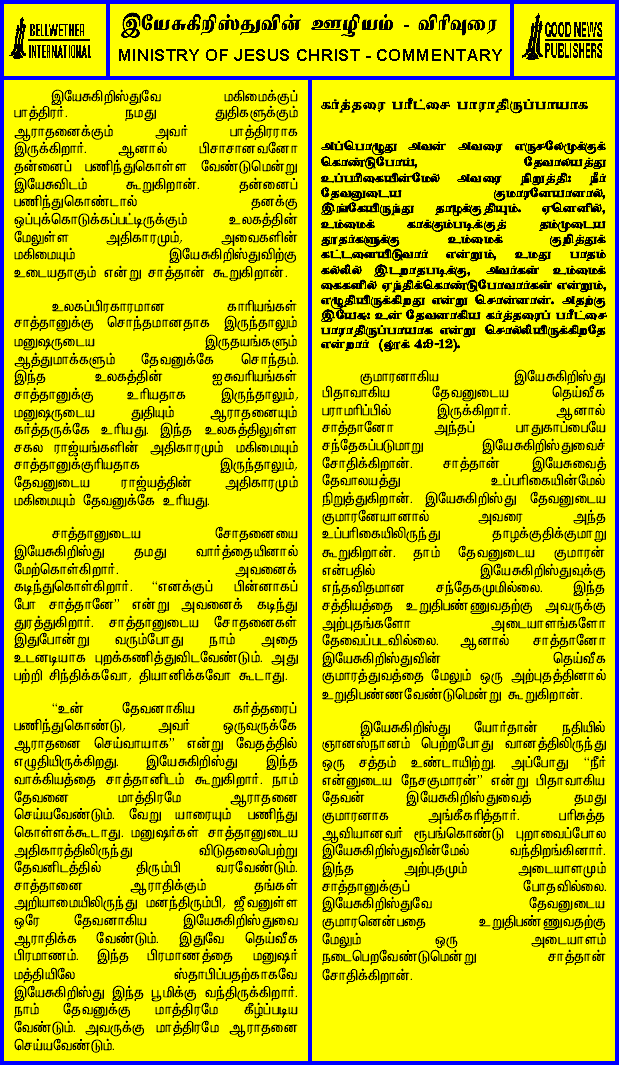 BELLWETHER
INTERNATIONAL
இயேசுகிறிஸ்துவின் ஊழியம் - விரிவுரை
MINISTRY OF JESUS CHRIST - COMMENTARY
GOOD NEWS
PUBLISHERS
இயேசுகிறிஸ்துவே மகிமைக்குப்
பாத்திரர். நமது துதிகளுக்கும்
ஆராதனைக்கும் அவர் பாத்திரராக
இருக்கிறார். ஆனால் பிசாசானவனோ
தன்னைப் பணிந்துகொள்ள வேண்டுமென்று
இயேசுவிடம் கூறுகிறான். தன்னைப்
பணிந்துகொண்டால் தனக்கு
ஒப்புக்கொடுக்கப்பட்டிருக்கும் உலகத்தின்
மேலுள்ள அதிகாரமும், அவைகளின்
மகிமையும் இயேசுகிறிஸ்துவிற்கு
உடையதாகும் என்று சாத்தான் கூறுகிறான்.
உலகப்பிரகாரமான காரியங்கள்
சாத்தானுக்கு சொந்தமானதாக இருந்தாலும்
மனுஷருடைய இருதயங்களும்
ஆத்துமாக்களும் தேவனுக்கே சொந்தம்.
இந்த உலகத்தின் ஐசுவரியங்கள்
சாத்தானுக்கு உரியதாக இருந்தாலும்,
மனுஷருடைய துதியும் ஆராதனையும்
கர்த்தருக்கே உரியது. இந்த உலகத்திலுள்ள
சகல ராஜ்யங்களின் அதிகாரமும் மகிமையும்
சாத்தானுக்குரியதாக இருந்தாலும்,
தேவனுடைய ராஜ்யத்தின் அதிகாரமும்
மகிமையும் தேவனுக்கே உரியது.
சாத்தானுடைய சோதனையை
இயேசுகிறிஸ்து தமது வார்த்தையினால்
மேற்கொள்கிறார். அவனைக்
கடிந்துகொள்கிறார். “எனக்குப் பின்னாகப்
போ சாத்தானே” என்று அவனைக் கடிந்து
துரத்துகிறார். சாத்தானுடைய சோதனைகள்
இதுபோன்று வரும்போது நாம் அதை
உடனடியாக புறக்கணித்துவிடவேண்டும். அது
பற்றி சிந்திக்கவோ, தியானிக்கவோ கூடாது.
“உன் தேவனாகிய கர்த்தரைப்
பணிந்துகொண்டு, அவர் ஒருவருக்கே
ஆராதனை செய்வாயாக” என்று வேதத்தில்
எழுதியிருக்கிறது. இயேசுகிறிஸ்து இந்த
வாக்கியத்தை சாத்தானிடம் கூறுகிறார். நாம்
தேவனை மாத்திரமே ஆராதனை
செய்யவேண்டும். வேறு யாரையும் பணிந்து
கொள்ளக்கூடாது. மனுஷர்கள் சாத்தானுடைய
அதிகாரத்திலிருந்து விடுதலைபெற்று
தேவனிடத்தில் திரும்பி வரவேண்டும்.
சாத்தானை ஆராதிக்கும் தங்கள்
அறியாமையிலிருந்து மனந்திரும்பி, ஜீவனுள்ள
ஒரே தேவனாகிய இயேசுகிறிஸ்துவை
ஆராதிக்க வேண்டும். இதுவே தெய்வீக
பிரமாணம். இந்த பிரமாணத்தை மனுஷர்
மத்தியிலே ஸ்தாபிப்பதற்காகவே
இயேசுகிறிஸ்து இந்த பூமிக்கு வந்திருக்கிறார்.
நாம் தேவனுக்கு மாத்திரமே கீழ்ப்படிய
வேண்டும். அவருக்கு மாத்திரமே ஆராதனை
செய்யவேண்டும்.
கர்த்தரை பரீட்சை பாராதிருப்பாயாக
அப்பொழுது அவன் அவரை எருசலேமுக்குக்
கொண்டுபோய், தேவாலயத்து
உப்பரிகையின்மேல் அவரை நிறுத்தி: நீர்
தேவனுடைய குமாரனேயானால்,
இங்கேயிருந்து தாழக்குதியும். ஏனெனில்,
உம்மைக் காக்கும்படிக்குத் தம்முடைய
தூதர்களுக்கு உம்மைக் குறித்துக்
கட்டளையிடுவார் என்றும், உமது பாதம்
கல்லில் இடறாதபடிக்கு, அவர்கள் உம்மைக்
கைகளில் ஏந்திக்கொண்டுபோவார்கள் என்றும்,
எழுதியிருக்கிறது என்று சொன்னான். அதற்கு
இயேசு: உன் தேவனாகிய கர்த்தரைப் பரீட்சை
பாராதிருப்பாயாக என்று சொல்லியிருக்கிறதே
என்றார் (லூக் 4:9-12).
குமாரனாகிய இயேசுகிறிஸ்து
பிதாவாகிய தேவனுடைய தெய்வீக
பராமரிப்பில் இருக்கிறார். ஆனால்
சாத்தானோ அந்தப் பாதுகாப்பையே
சந்தேகப்படுமாறு இயேசுகிறிஸ்துவைச்
சோதிக்கிறான். சாத்தான் இயேசுவைத்
தேவாலயத்து உப்பரிகையின்மேல்
நிறுத்துகிறான். இயேசுகிறிஸ்து தேவனுடைய
குமாரனேயானால் அவரை அந்த
உப்பரிகையிலிருந்து தாழக்குதிக்குமாறு
கூறுகிறான். தாம் தேவனுடைய குமாரன்
என்பதில் இயேசுகிறிஸ்துவுக்கு
எந்தவிதமான சந்தேகமுமில்லை. இந்த
சத்தியத்தை உறுதிபண்ணுவதற்கு அவருக்கு
அற்புதங்களோ அடையாளங்களோ
தேவைப்படவில்லை. ஆனால் சாத்தானோ
இயேசுகிறிஸ்துவின் தெய்வீக
குமாரத்துவத்தை மேலும் ஒரு அற்புதத்தினால்
உறுதிபண்ணவேண்டுமென்று கூறுகிறான்.
இயேசுகிறிஸ்து யோர்தான் நதியில்
ஞானஸ்நானம் பெற்றபோது வானத்திலிருந்து
ஒரு சத்தம் உண்டாயிற்று. அப்போது “நீர்
என்னுடைய நேசகுமாரன்” என்று பிதாவாகிய
தேவன் இயேசுகிறிஸ்துவைத் தமது
குமாரனாக அங்கீகரித்தார். பரிசுத்த
ஆவியானவர் ரூபங்கொண்டு புறாவைப்போல
இயேசுகிறிஸ்துவின்மேல் வந்திறங்கினார்.
இந்த அற்புதமும் அடையாளமும்
சாத்தானுக்குப் போதவில்லை.
இயேசுகிறிஸ்துவே தேவனுடைய
குமாரனென்பதை உறுதிபண்ணுவதற்கு
மேலும் ஒரு அடையாளம்
நடைபெறவேண்டுமென்று சாத்தான்
சோதிக்கிறான்.